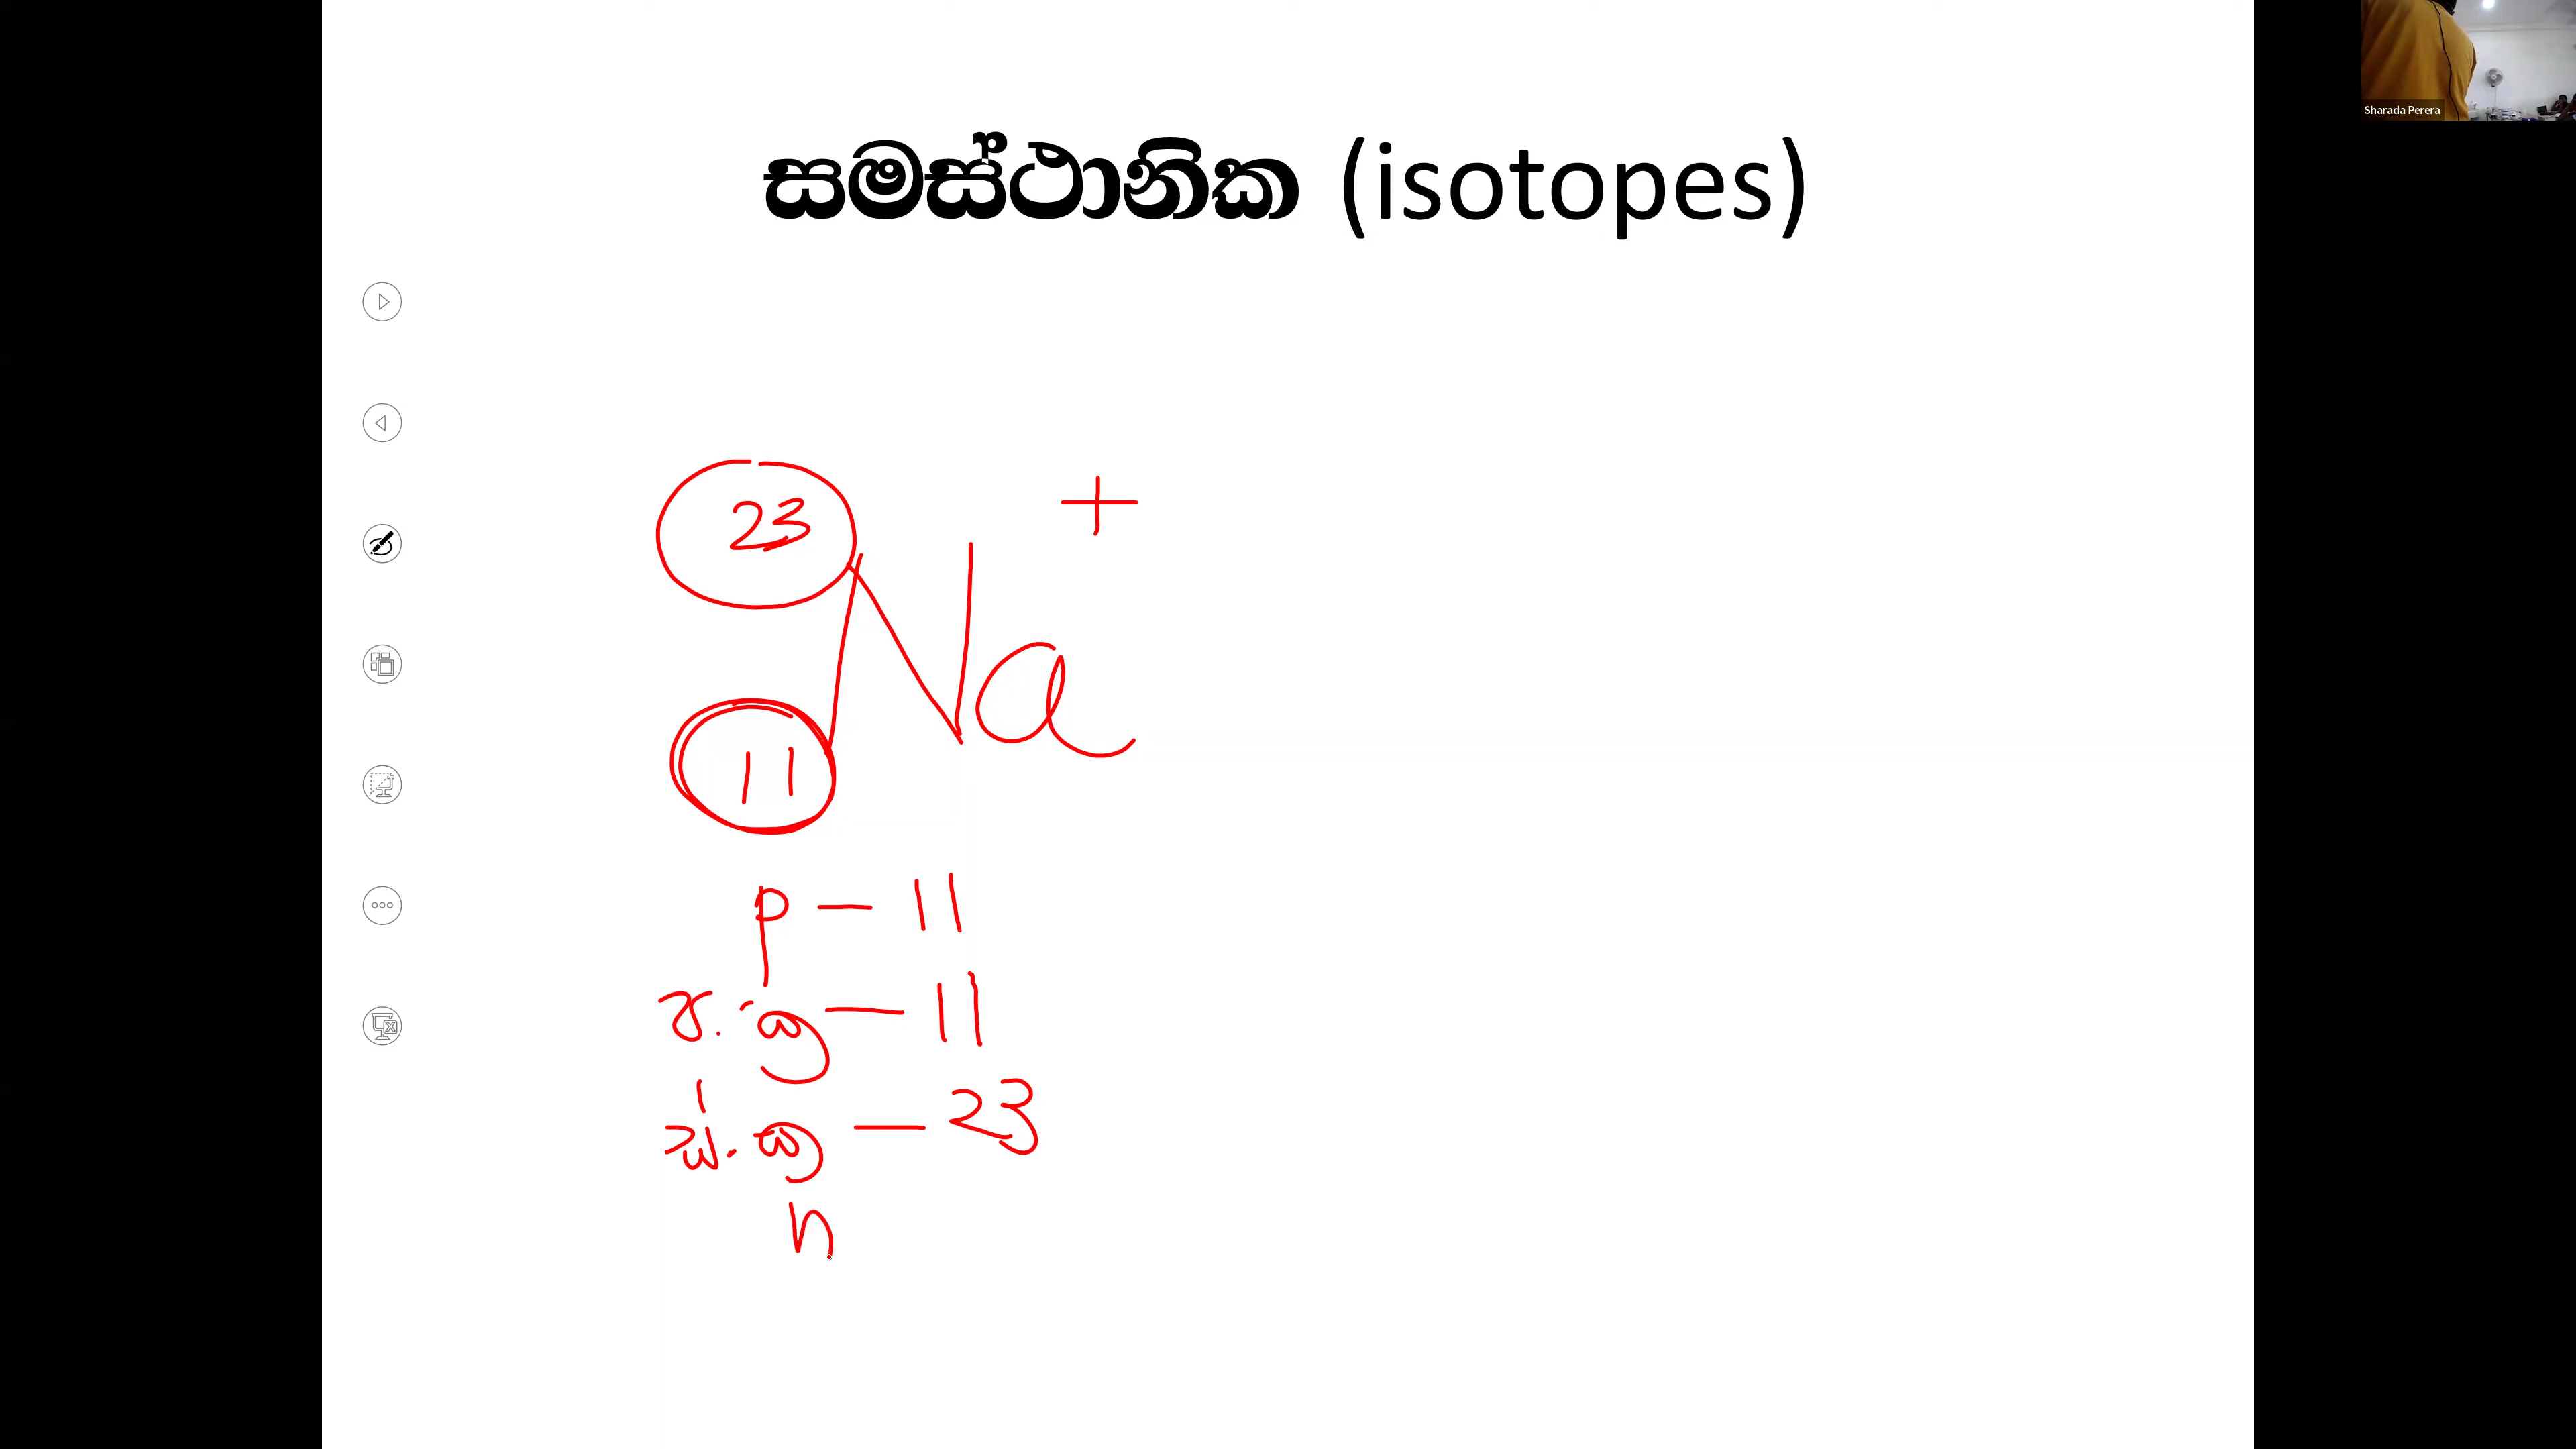 සමස්ථානික (isotopes)
Sharada Perera
23
+
Na
11
p — 11
ප. ක්‍ර — 11
ස්. ක්‍ර — 23
n